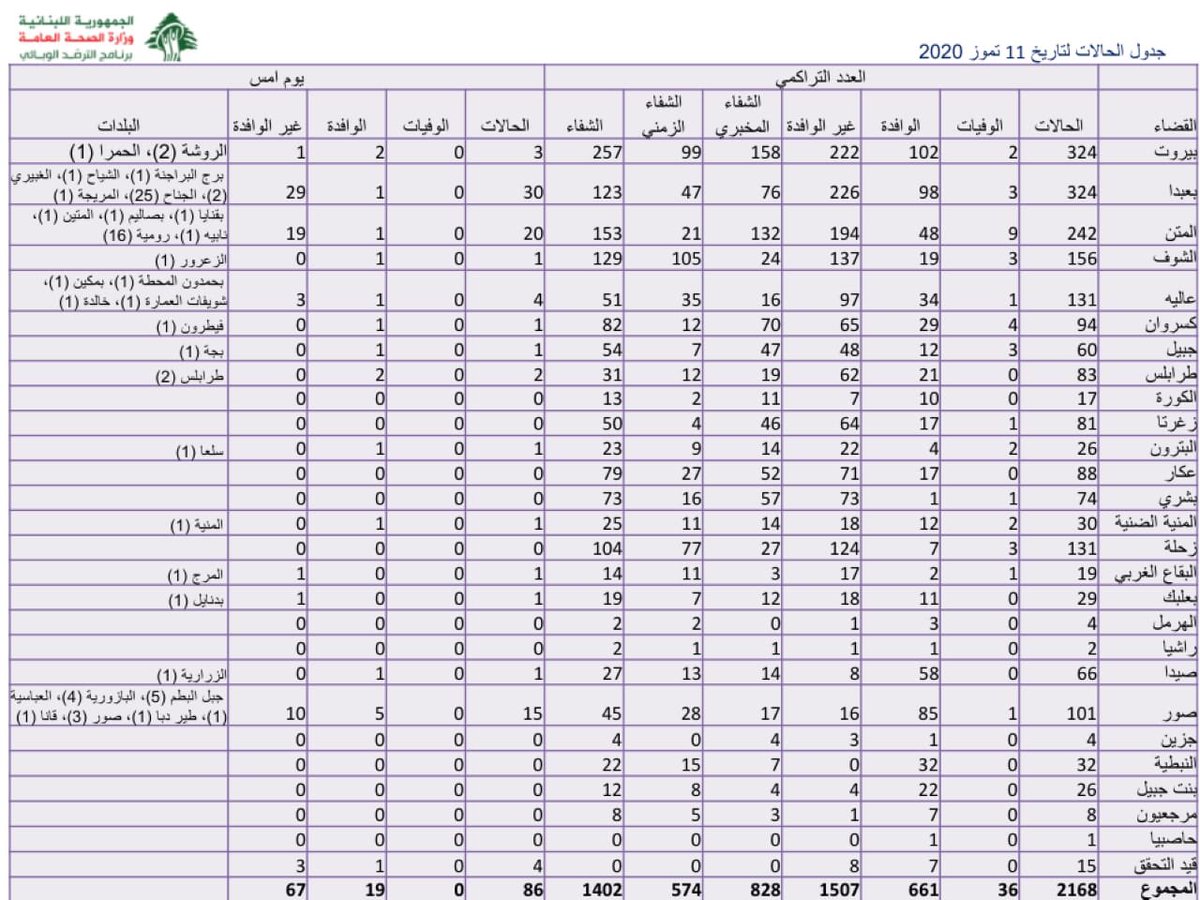 الجمهورية اللبنانية
وزارة الصحة العامة
برنامج الترصد الوبائي
جدول الحالات لتاريخ 11 تموز 2020
العدد التراكمي يوم امس
القضاء الحالات الوفيات الوافدة غير الوافدة الشفاء المخبري الشفاء الزمني الشفاء الحالات الوفيات الوافدة غير الوافدة البلدات
بيروت 324 2 102 222 158 99 257 3 0 2 1 الروشة (2)، الحمرا (1)
بعبدا 324 3 98 226 76 47 123 30 0 1 29 برج البراجنة (1)، الشياح (1)، الغبيري
(2)، الجناح (25)، المريجة (1)
المتن 242 9 48 194 132 21 153 20 0 1 19 بقنايا (1)، بصاليم (1)، المتين (1)،
نابيه (1)، رومية (16)
الشوف 156 3 19 137 24 105 129 1 0 1 0 الزعرور (1)
عاليه 131 1 34 97 16 35 51 4 0 1 3 بحمدون المحطة (1)، بمكين (1)،
شويفات العمارة (1)، خالدة (1)
كسروان 94 4 29 65 70 12 82 1 0 1 0 فيطرون (1)
جبيل 60 3 12 48 47 7 54 1 0 1 0 بجة (1)
طرابلس 83 0 21 62 19 12 31 2 0 2 0 طرابلس (2)
الكورة 17 0 10 7 11 2 13 0 0 0 0
زغرتا 81 1 17 64 46 4 50 0 0 0 0
البترون 26 2 4 22 14 9 23 1 0 1 0 سلعا (1)
عكار 88 0 17 71 52 27 79 0 0 0 0
بشري 74 1 1 73 57 16 73 0 0 0 0
المنية الضنية 30 2 12 18 14 11 25 1 0 1 0 المنية (1)
زحلة 131 3 7 124 27 77 104 0 0 0 0
البقاع الغربي 19 1 2 17 3 11 14 1 0 0 1 المرج (1)
بعلبك 29 0 11 18 12 7 19 1 0 0 1 بدنايل (1)
الهرمل 4 0 3 1 0 2 2 0 0 0 0
راشيا 2 0 1 1 1 1 2 0 0 0 0
صيدا 66 0 58 8 14 13 27 1 0 1 0 الزرارية (1)
صور 101 1 85 16 17 28 45 15 0 5 10 جبل البطم (5)، البازورية (4)، العباسية
(1)، طير دبا (1)، صور (3)، قانا (1)
جزين 4 0 1 3 4 0 4 0 0 0 0
النبطية 32 0 32 0 7 15 22 0 0 0 0
بنت جبيل 26 0 22 4 4 8 12 0 0 0 0
مرجعيون 8 0 7 1 3 5 8 0 0 0 0
حاصبيا 1 0 1 0 0 0 0 0 0 0 0
قيد التحقق 15 0 7 8 0 0 0 4 0 1 3
المجموع 2168 36 661 1507 828 574 1402 86 0 19 67